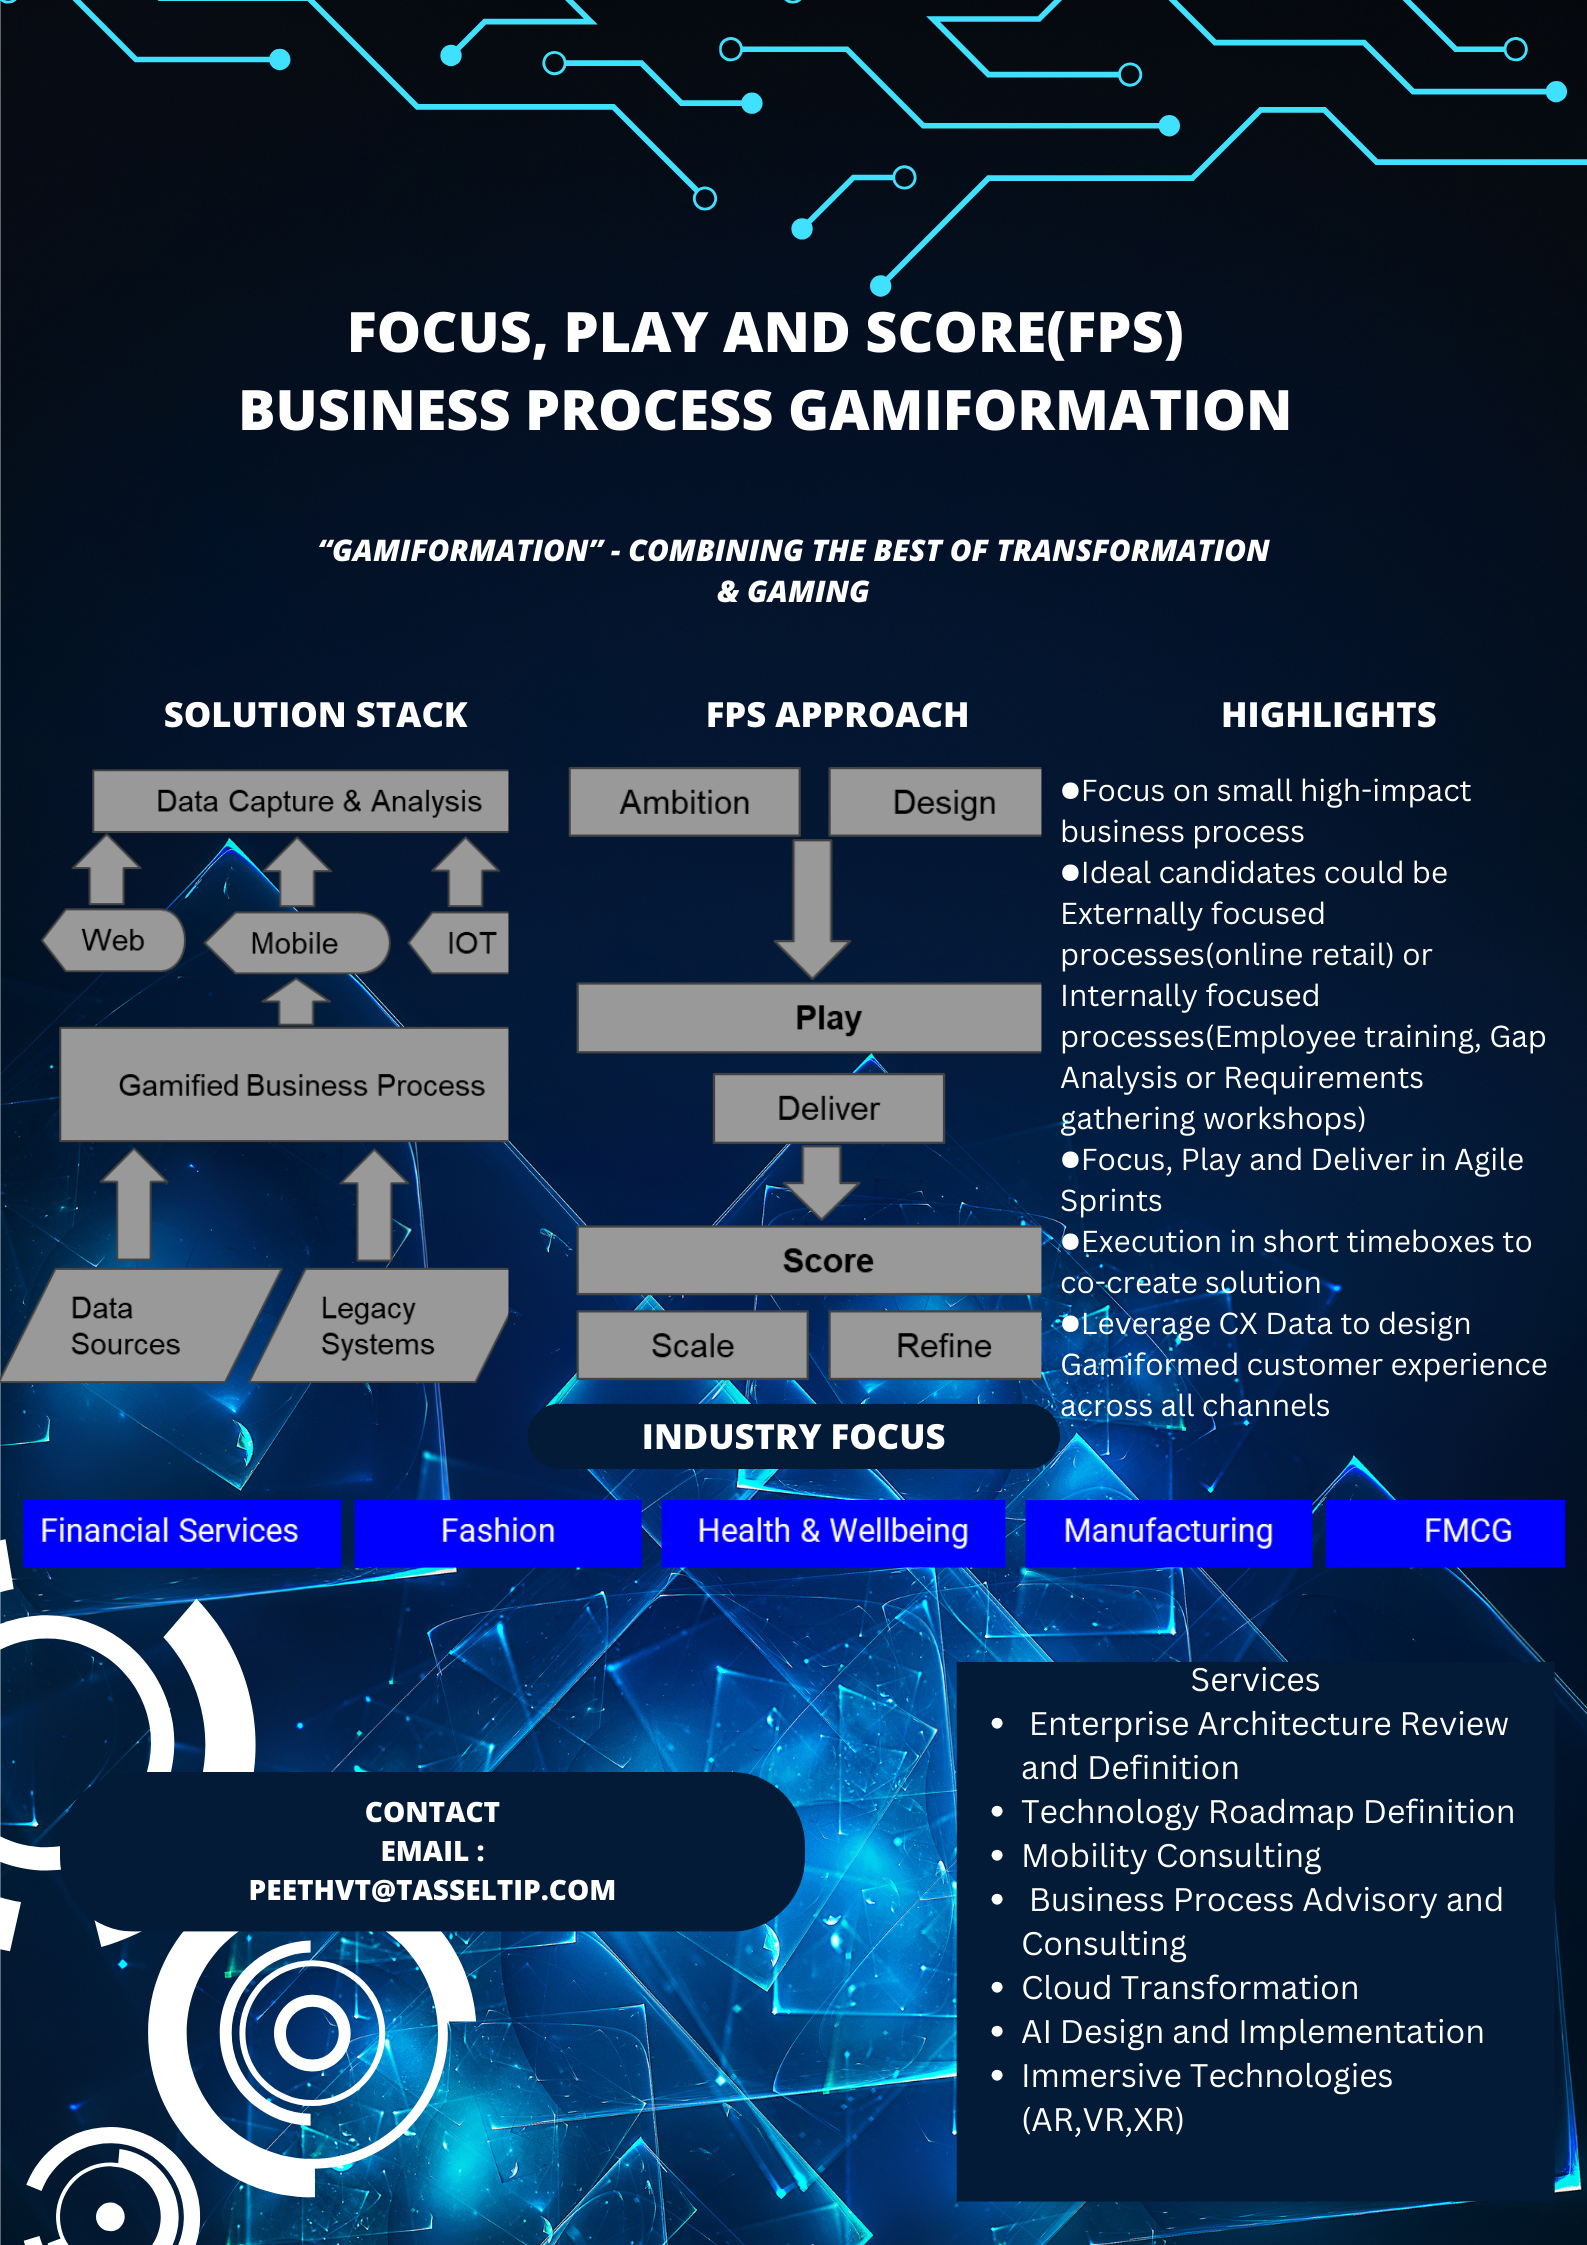 FOCUS, PLAY AND SCORE(FPS)
BUSINESS PROCESS GAMIFORMATION
“GAMIFORMATION” - COMBINING THE BEST OF TRANSFORMATION
& GAMING
SOLUTION STACK
Data Capture & Analysis
Web
Mobile
IOT
Gamified Business Process
Data
Sources
Legacy
Systems
FPS APPROACH
Ambition
Design
Play
Deliver
Score
Scale
Refine
HIGHLIGHTS
●Focus on small high-impact
business process
●Ideal candidates could be
Externally focused
processes(online retail) or
Internally focused
processes(Employee training, Gap
Analysis or Requirements
gathering workshops)
●Focus, Play and Deliver in Agile
Sprints
●Execution in short timeboxes to
co-create solution
●Leverage CX Data to design
Gamiformed customer experience
across all channels
INDUSTRY FOCUS
Financial Services
Fashion
Health & Wellbeing
Manufacturing
FMCG
CONTACT
EMAIL :
PEETHVT@TASSELTIP.COM
Services
• Enterprise Architecture Review
and Definition
• Technology Roadmap Definition
• Mobility Consulting
• Business Process Advisory and
Consulting
• Cloud Transformation
• AI Design and Implementation
• Immersive Technologies
(AR,VR,XR)